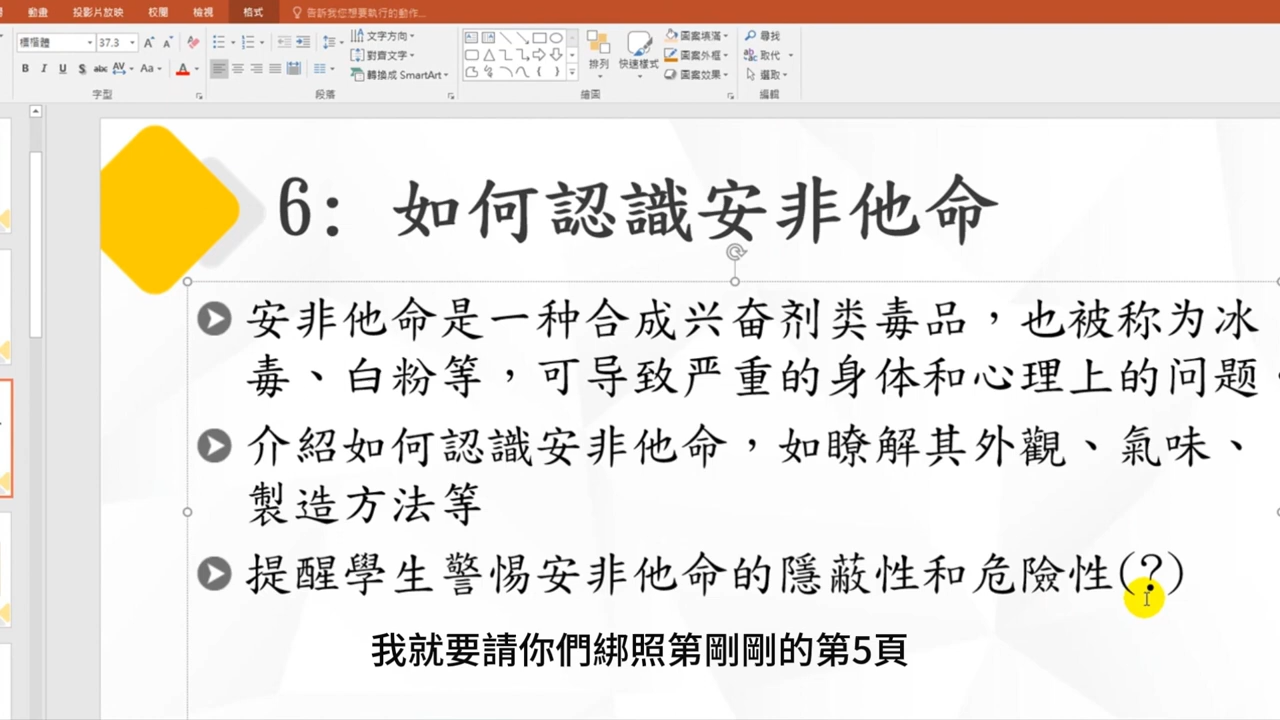 動畫 投影片放映 校閱 檢視 格式 告訴我您想要執行的動作...
標楷體 37.3
文字方向
對齊文字
轉換成 SmartArt
B I U S abc AV Aa A
字型 段落
排列 快速樣式
圖案填滿
圖案外框
圖案效果
繪圖
尋找
取代
選取
編輯
6：如何認識安非他命
安非他命是一种合成兴奋剂类毒品，也被称为冰
毒、白粉等，可导致严重的身体和心理上的问题
介紹如何認識安非他命，如瞭解其外觀、氣味、
製造方法等
提醒學生警惕安非他命的隱蔽性和危險性(?)
我就要請你們綁照第剛剛的第5頁